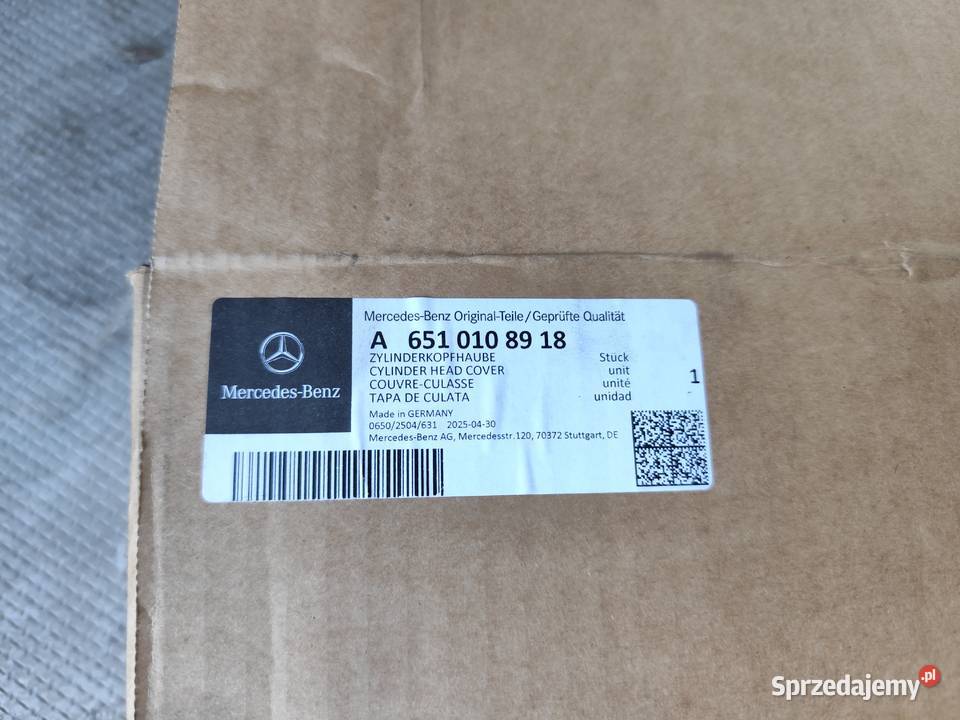 Mercedes-Benz Original-Teile/Geprüfte Qualität
A 651 010 89 18
ZYLINDERKOPFHAUBE Stück
CYLINDER HEAD COVER unit
COUVRE-CULASSE unité
TAPA DE CULATA unidad
1
Made in GERMANY
0650/2504/631 2025-04-30
Mercedes-Benz AG, Mercedesstr.120, 70372 Stuttgart, DE
Mercedes-Benz
Sprzedajemy.pl